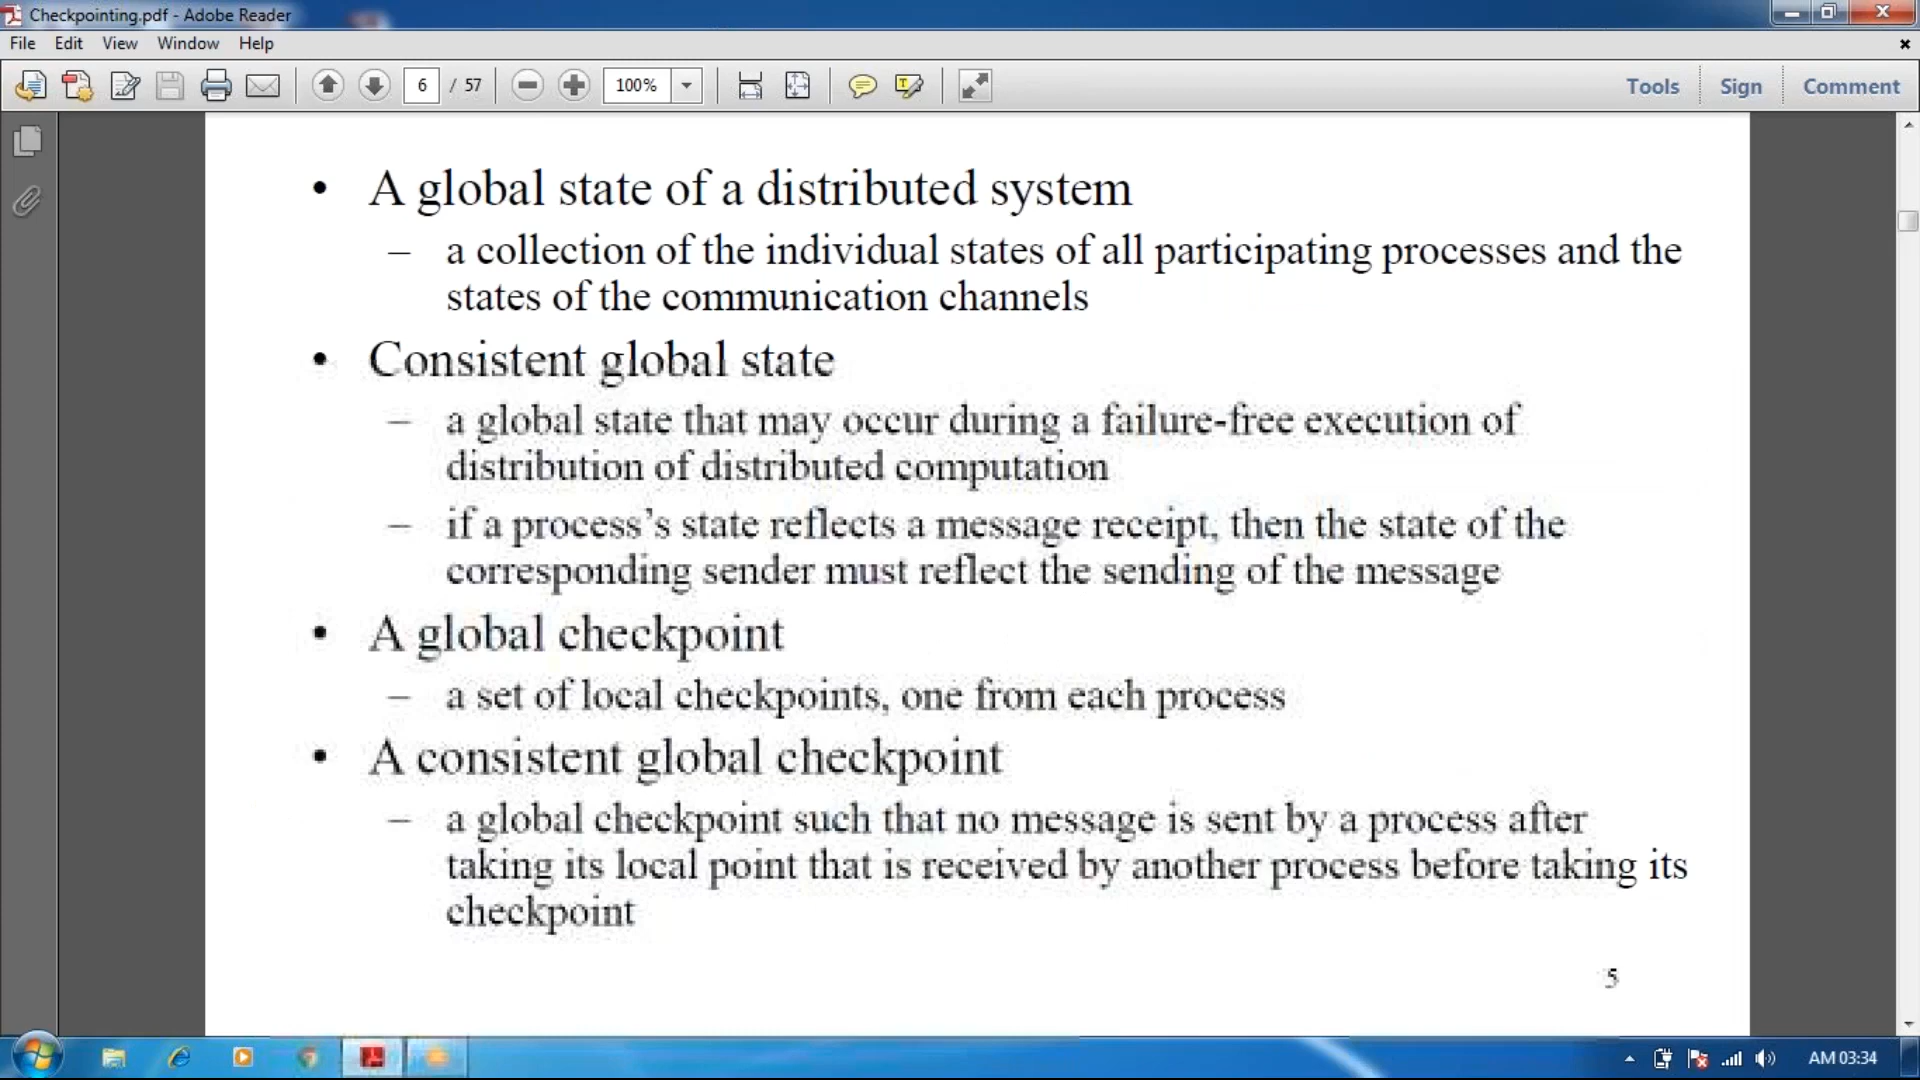 Checkpointing.pdf - Adobe Reader
File Edit View Window Help
6 / 57 100% Tools Sign Comment
• A global state of a distributed system
– a collection of the individual states of all participating processes and the
states of the communication channels
• Consistent global state
– a global state that may occur during a failure-free execution of
distribution of distributed computation
– if a process’s state reflects a message receipt, then the state of the
corresponding sender must reflect the sending of the message
• A global checkpoint
– a set of local checkpoints, one from each process
• A consistent global checkpoint
– a global checkpoint such that no message is sent by a process after
taking its local point that is received by another process before taking its
checkpoint
5
AM 03:34